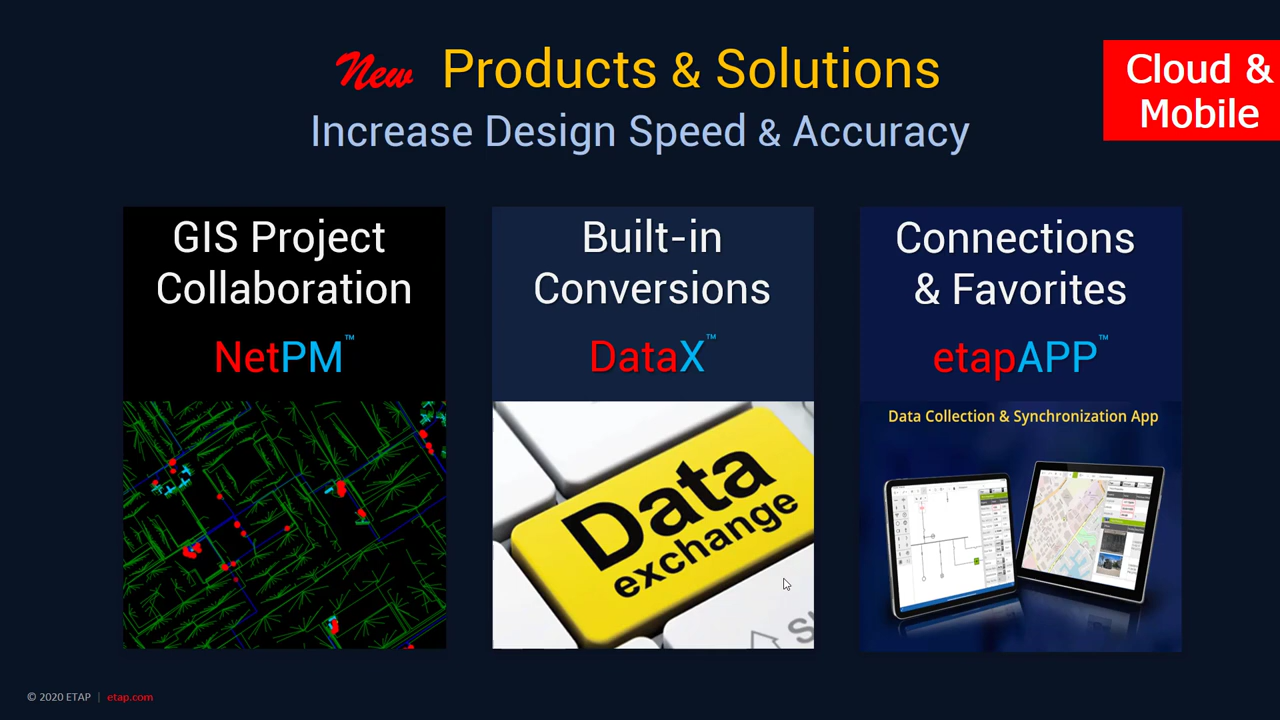 New Products & Solutions
Increase Design Speed & Accuracy
Cloud &
Mobile
GIS Project
Collaboration
NetPM™
Built-in
Conversions
DataX™
Data
exchange
Connections
& Favorites
etapAPP™
Data Collection & Synchronization App
© 2020 ETAP | etap.com